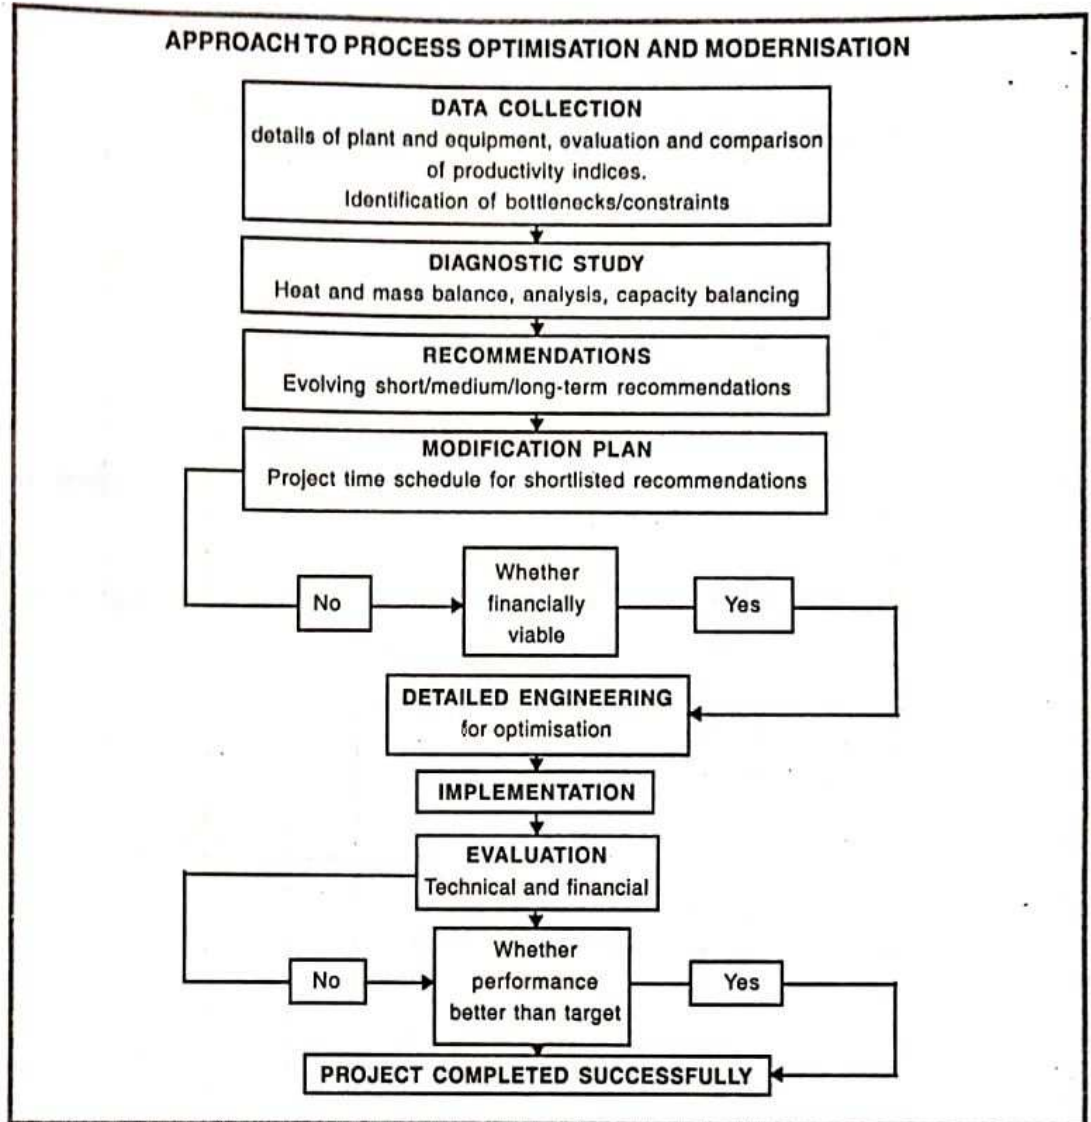 APPROACH TO PROCESS OPTIMISATION AND MODERNISATION
DATA COLLECTION
details of plant and equipment, evaluation and comparison
of productivity indices.
Identification of bottlenecks/constraints
DIAGNOSTIC STUDY
Heat and mass balance, analysis, capacity balancing
RECOMMENDATIONS
Evolving short/medium/long-term recommendations
MODIFICATION PLAN
Project time schedule for shortlisted recommendations
No
Whether
financially
viable
Yes
DETAILED ENGINEERING
for optimisation
IMPLEMENTATION
EVALUATION
Technical and financial
No
Whether
performance
better than target
Yes
PROJECT COMPLETED SUCCESSFULLY